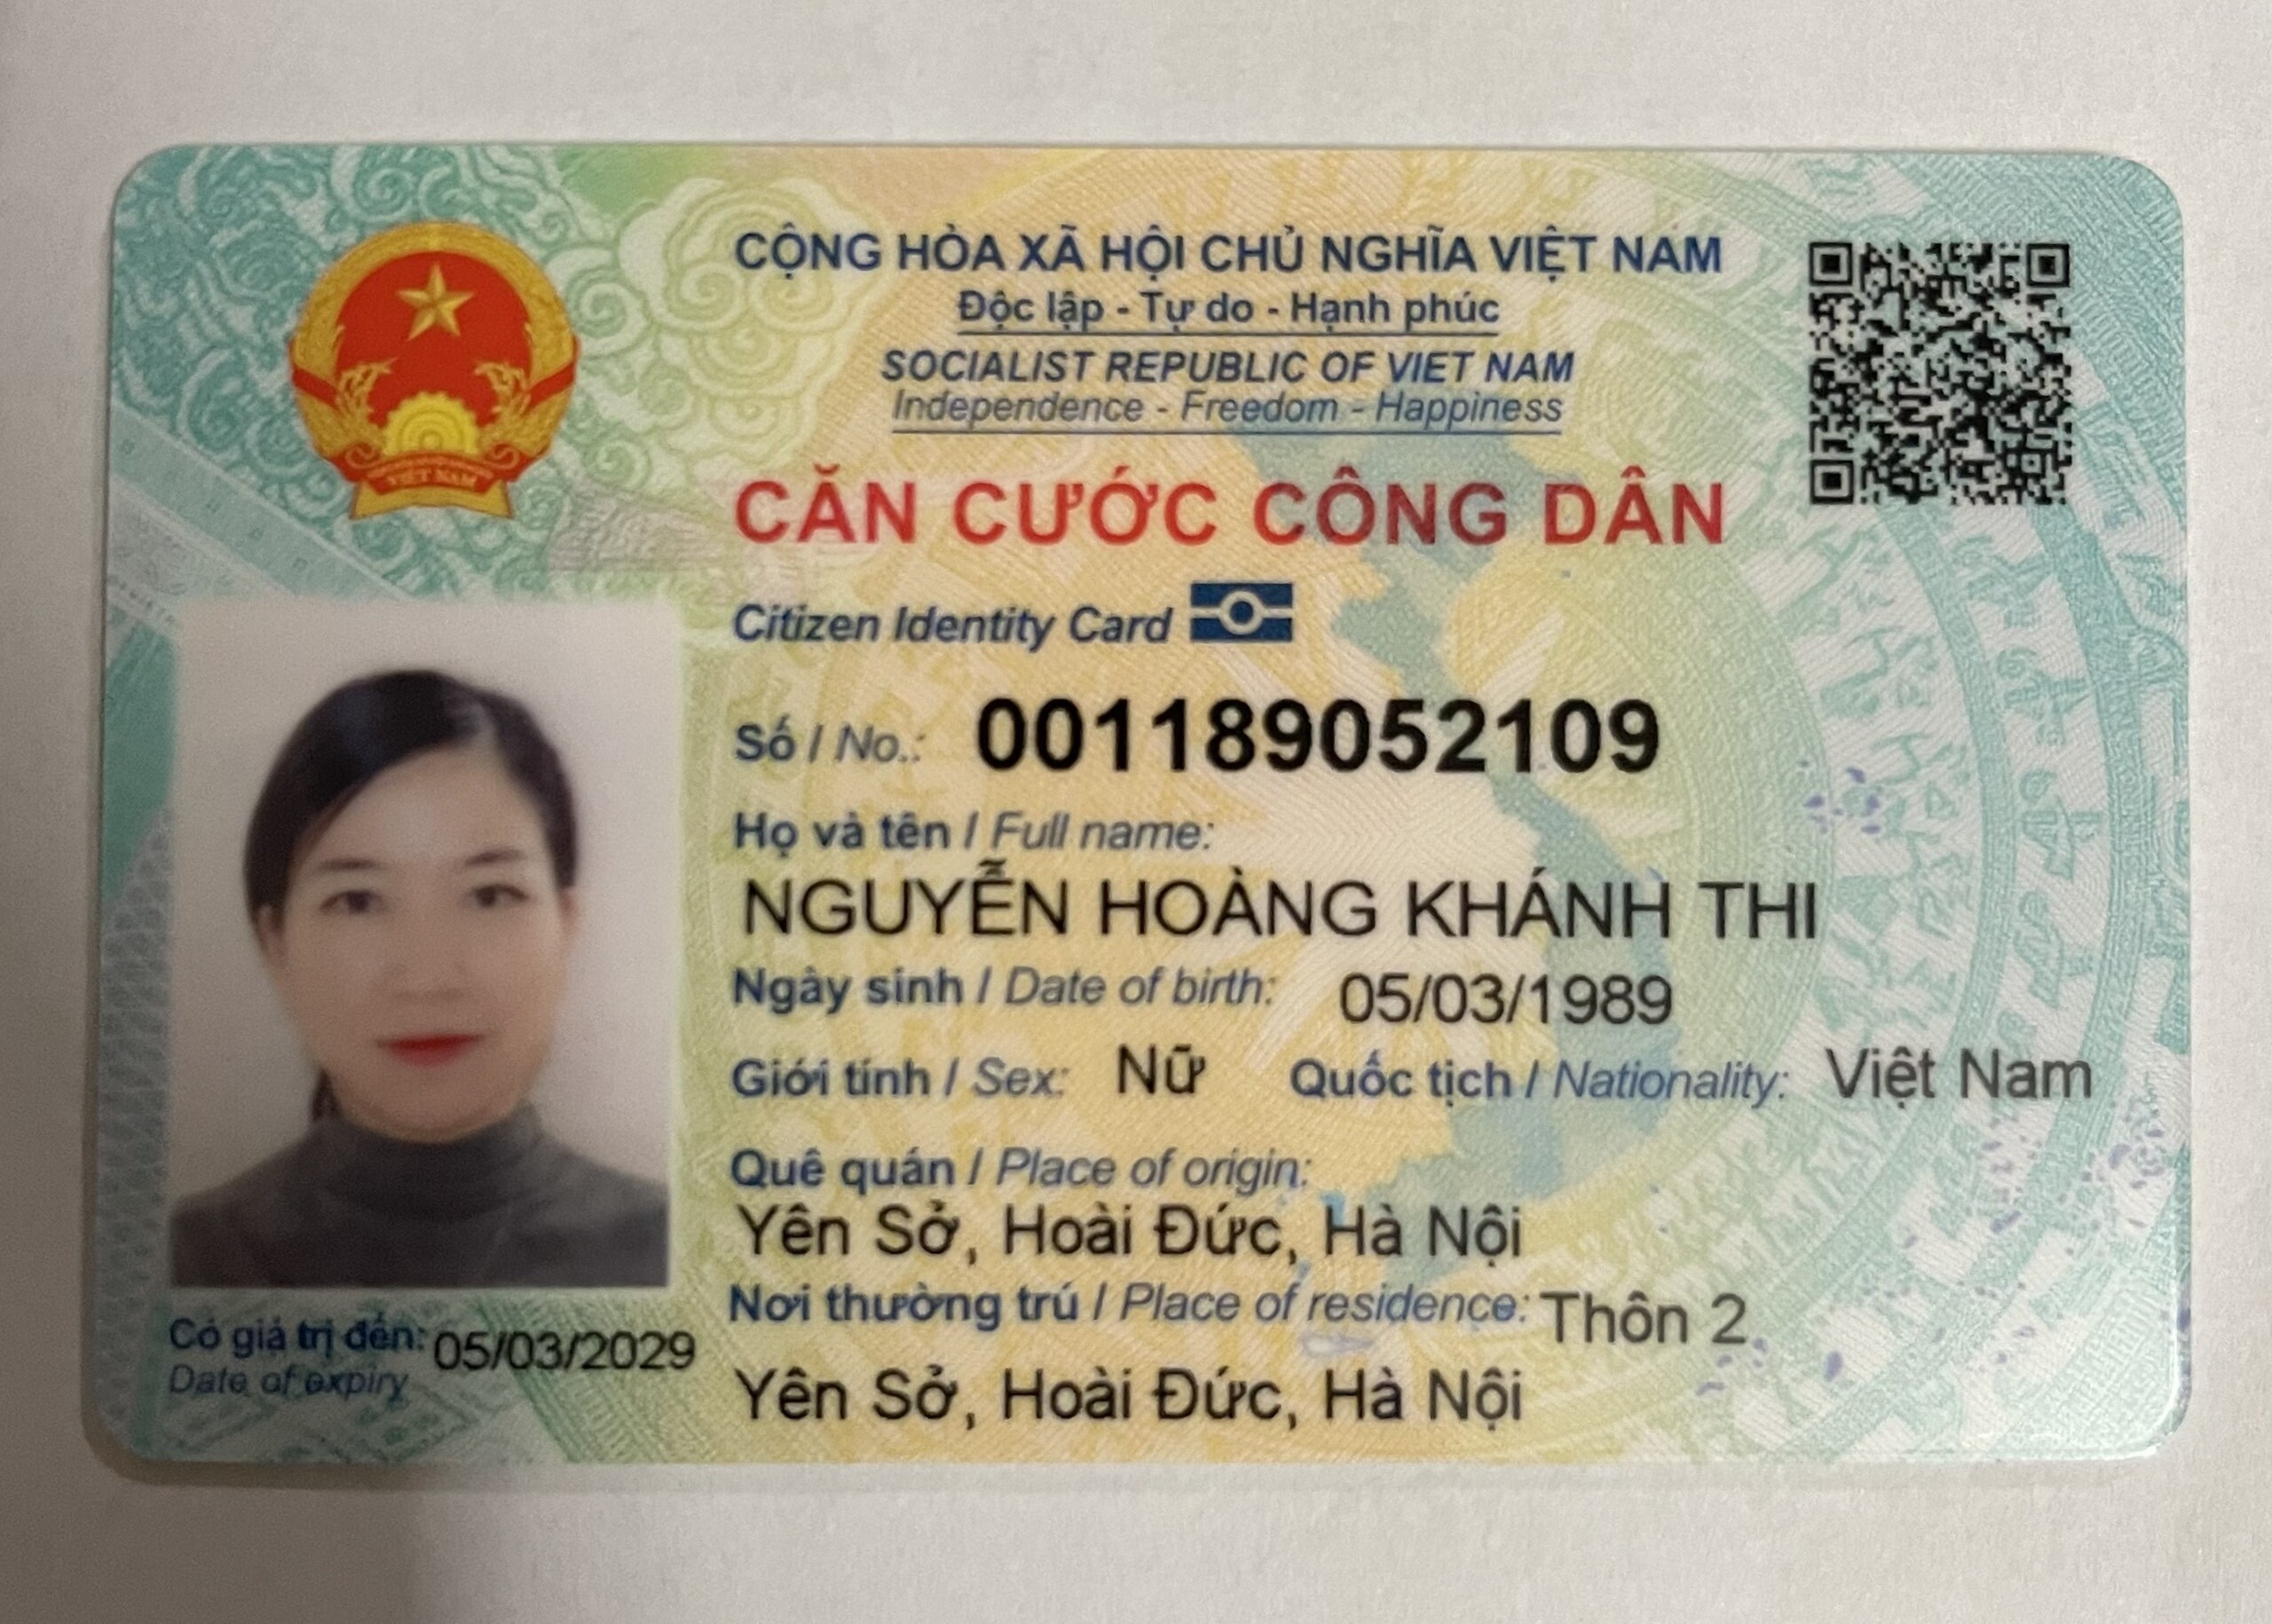 CỘNG HÒA XÃ HỘI CHỦ NGHĨA VIỆT NAM
Độc lập - Tự do - Hạnh phúc
SOCIALIST REPUBLIC OF VIET NAM
Independence - Freedom - Happiness
VIỆT NAM
CĂN CƯỚC CÔNG DÂN
Citizen Identity Card
Số / No.: 001189052109
Họ và tên / Full name:
NGUYỄN HOÀNG KHÁNH THI
Ngày sinh / Date of birth: 05/03/1989
Giới tính / Sex: Nữ Quốc tịch / Nationality: Việt Nam
Quê quán / Place of origin:
Yên Sở, Hoài Đức, Hà Nội
Nơi thường trú / Place of residence: Thôn 2
Yên Sở, Hoài Đức, Hà Nội
Có giá trị đến: 05/03/2029
Date of expiry